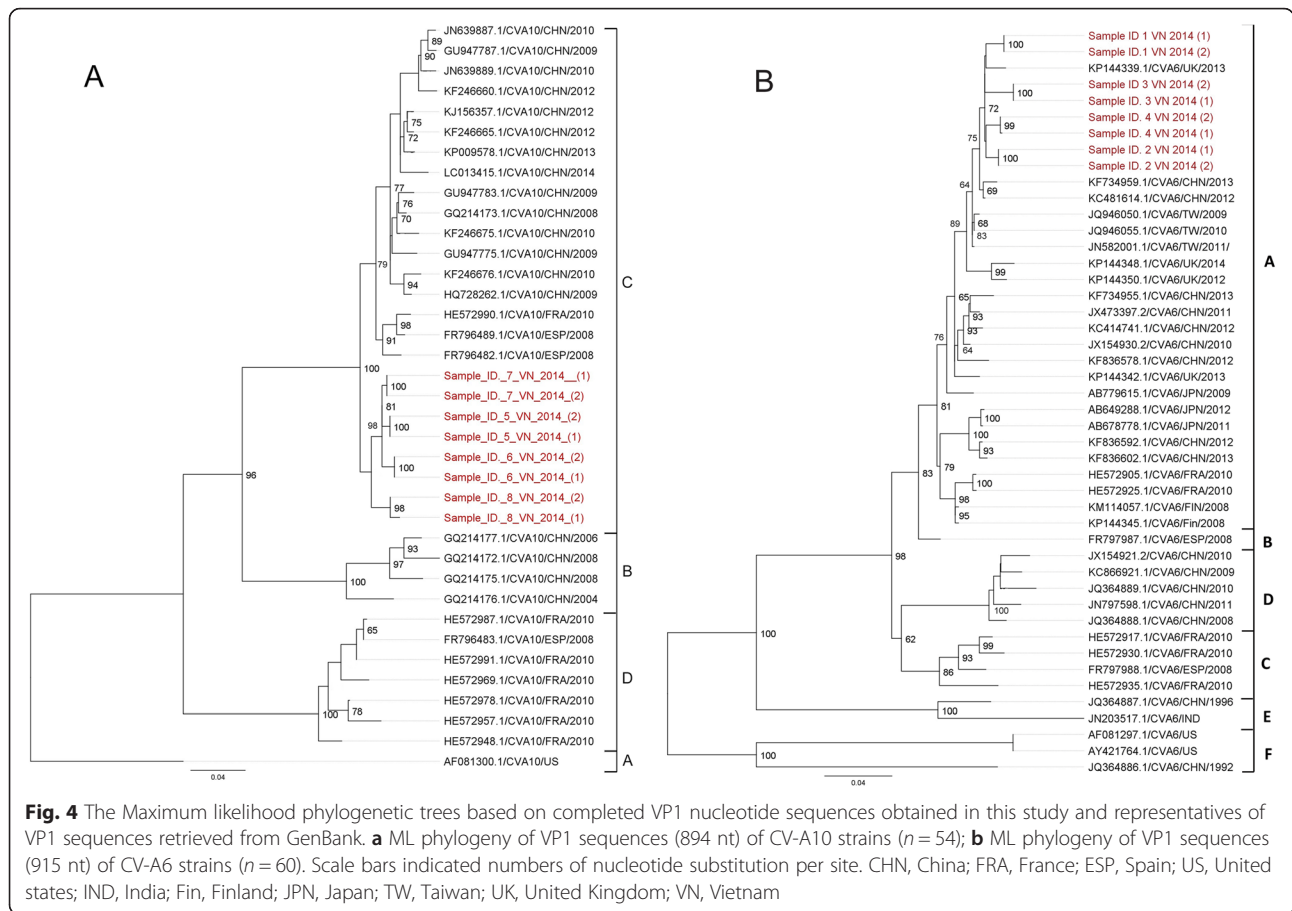 A
JN639887.1/CVA10/CHN/2010
89
GU947787.1/CHN/2009
90
JN639889.1/CVA10/CHN/2010
KF246660.1/CVA10/CHN/2012
KJ156357/CVA10/CHN/2012
75
KF246665.1/CVA10/CHN/2012
72
KP009578.1/CVA10/CHN/2013
LC013415.1/CVA10/CHN/2014
77
GU947783.1/CVA10/CHN/2009
76
GQ214173.1/CVA10/CHN/2008
70
KF246675.1/CVA10/CHN/2010
GU947775.1/CVA10/CHN/2009
79
KF246676.1/CVA10/CHN/2010
94
HQ728262.1/CVA10/CHN/2009
C
HE572990.1/CVA10/FRA/2010
98
FR796489.1/CVA10/ESP/2008
91
FR796482.1/CVA10/ESP/2008
100
Sample_ID._7_VN_2014__(1)
100
Sample_ID._7_VN_2014_(2)
81
Sample_ID_5_VN_2014_(2)
98
100
Sample_ID_5_VN_2014_(1)
Sample_ID._6_VN_2014_(2)
100
Sample_ID._6_VN_2014_(1)
96
Sample_ID._8_VN_2014_(2)
98
Sample_ID._8_VN_2014_(1)
GQ214177.1/CVA10/CHN/2006
93
GQ214172.1/CVA10/CHN/2008
97
GQ214175.1/CVA10/CHN/2008
100
GQ214176.1/CVA10/CHN/2004
B
HE572987.1/CVA10/FRA/2010
65
FR796483.1/CVA10/ESP/2008
HE572991.1/CVA10/FRA/2010
HE572969.1/CVA10/FRA/2010
D
HE572978.1/CVA10/FRA/2010
100
78
HE572957.1/CVA10/FRA/2010
HE572948.1/CVA10/FRA/2010
AF081300.1/CVA10/US
A
0.04
B
Sample ID 1 VN 2014 (1)
100
Sample ID.1 VN 2014 (2)
KP144339.1/CVA6/UK/2013
Sample ID 3 VN 2014 (2)
100
Sample ID. 3 VN 2014 (1)
72
Sample ID. 4 VN 2014 (2)
99
Sample ID. 4 VN 2014 (1)
75
Sample ID. 2 VN 2014 (1)
100
Sample ID. 2 VN 2014 (2)
64
KF734959.1/CVA6/CHN/2013
69
KC481614.1/CVA6/CHN/2012
JQ946050.1/CVA6/TW/2009
89
68
JQ946055.1/CVA6/TW/2010
83
JN582001.1/CVA6/TW/2011/
KP144348.1/CVA6/UK/2014
99
KP144350.1/CVA6/UK/2012
A
KF734955.1/CVA6/CHN/2013
65
JX473397.2/CVA6/CHN/2011
93
KC414741.1/CVA6/CHN/2012
93
JX154930.2/CVA6/CHN/2010
76
64
KF836578.1/CVA6/CHN/2012
KP144342.1/CVA6/UK/2013
AB779615.1/CVA6/JPN/2009
81
AB649288.1/CVA6/JPN/2012
100
AB678778.1/CVA6/JPN/2011
100
KF836592.1/CVA6/CHN/2012
93
KF836602.1/CVA6/CHN/2013
79
83
HE572905.1/CVA6/FRA/2010
100
HE572925.1/CVA6/FRA/2010
98
KM114057.1/CVA6/FIN/2008
95
KP144345.1/CVA6/Fin/2008
FR797987.1/CVA6/ESP/2008
B
98
JX154921.2/CVA6/CHN/2010
KC866921.1/CVA6/CHN/2009
JQ364889.1/CVA6/CHN/2010
D
JN797598.1/CVA6/CHN/2011
100
JQ364888.1/CVA6/CHN/2008
62
HE572917.1/CVA6/FRA/2010
99
HE572930.1/CVA6/FRA/2010
93
FR797988.1/CVA6/ESP/2008
86
HE572935.1/CVA6/FRA/2010
C
100
JQ364887.1/CVA6/CHN/1996
100
JN203517.1/CVA6/IND
E
AF081297.1/CVA6/US
AY421764.1/CVA6/US
100
JQ364886.1/CVA6/CHN/1992
F
0.04
Fig. 4 The Maximum likelihood phylogenetic trees based on completed VP1 nucleotide sequences obtained in this study and representatives of
VP1 sequences retrieved from GenBank. a ML phylogeny of VP1 sequences (894 nt) of CV-A10 strains (n = 54); b ML phylogeny of VP1 sequences
(915 nt) of CV-A6 strains (n = 60). Scale bars indicated numbers of nucleotide substitution per site. CHN, China; FRA, France; ESP, Spain; US, United
states; IND, India; Fin, Finland; JPN, Japan; TW, Taiwan; UK, United Kingdom; VN, Vietnam